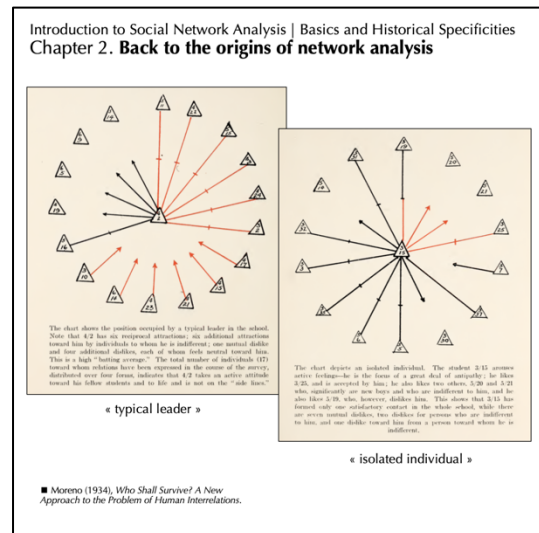 Introduction to Social Network Analysis | Basics and Historical Specificities
Chapter 2. Back to the origins of network analysis
The chart shows the position occupied by a typical leader in the school.
Note that 4/2 has six reciprocated attractions; six additional attractions
toward him by individuals to whom he is indifferent; one mutual dislike
and four additional dislikes, each of whom feels neutral toward him.
This is a high “batting average.” The total number of individuals (17)
toward whom relations have been expressed in the course of the survey,
distributed over four forms, indicates that 4/2 takes an active attitude
toward his fellow students and to life and is not on the “side lines.”
« typical leader »
The chart depicts an isolated individual. The student 3/15 arouses
active feelings—he is the focus of a great deal of antipathy; he likes
3/25, and is accepted by him; he also likes two others, 5/20 and 5/21
who, significantly are new boys and who are indifferent to him, and he
also likes 5/19, who, however, dislikes him. This shows that 3/15 has
formed only one satisfactory contact in the whole school, while there
are seven mutual dislikes, two dislikes for persons who are indifferent
to him, and one dislike toward him from a person toward whom he is
indifferent.
« isolated individual »
■ Moreno (1934), Who Shall Survive? A New
Approach to the Problem of Human Interrelations.